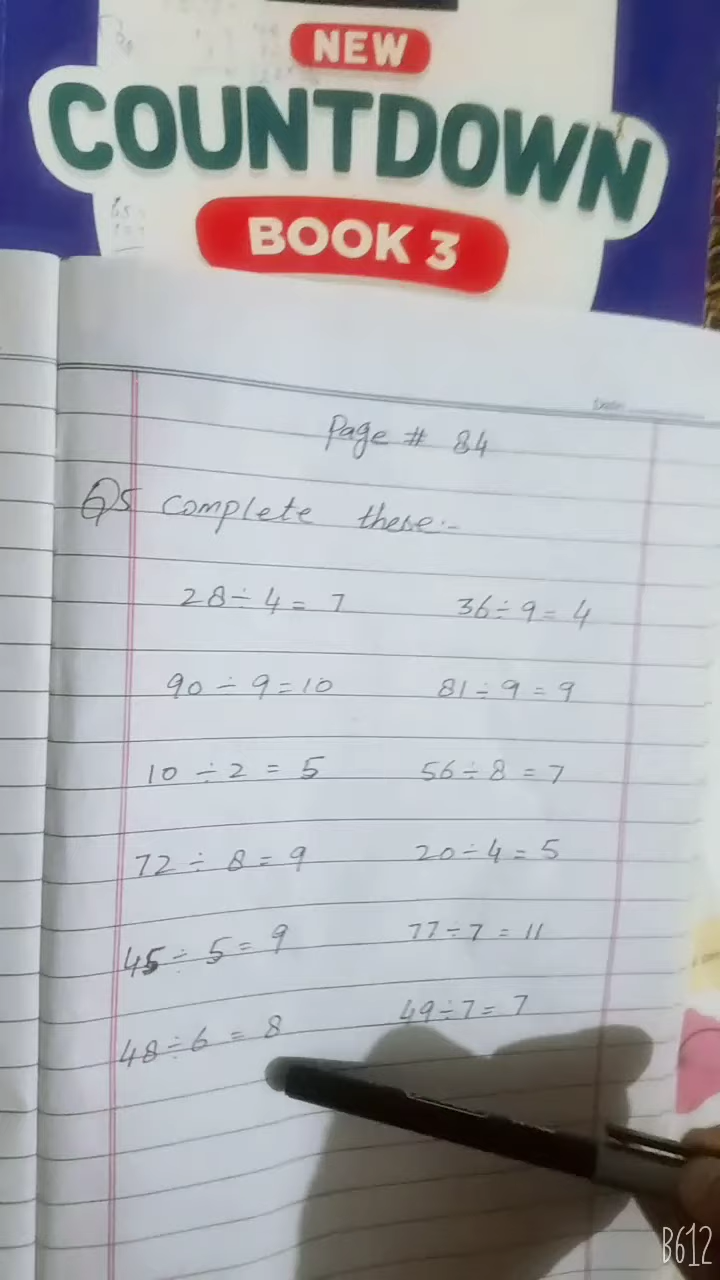 NEW
COUNTDOWN
BOOK 3
Page # 84
Q5 Complete these:-
28÷4=7 36÷9=4
90÷9=10 81÷9=9
10÷2=5 56÷8=7
72÷8=9 20÷4=5
45÷5=9 77÷7=11
48÷6=8 49÷7=7
B612